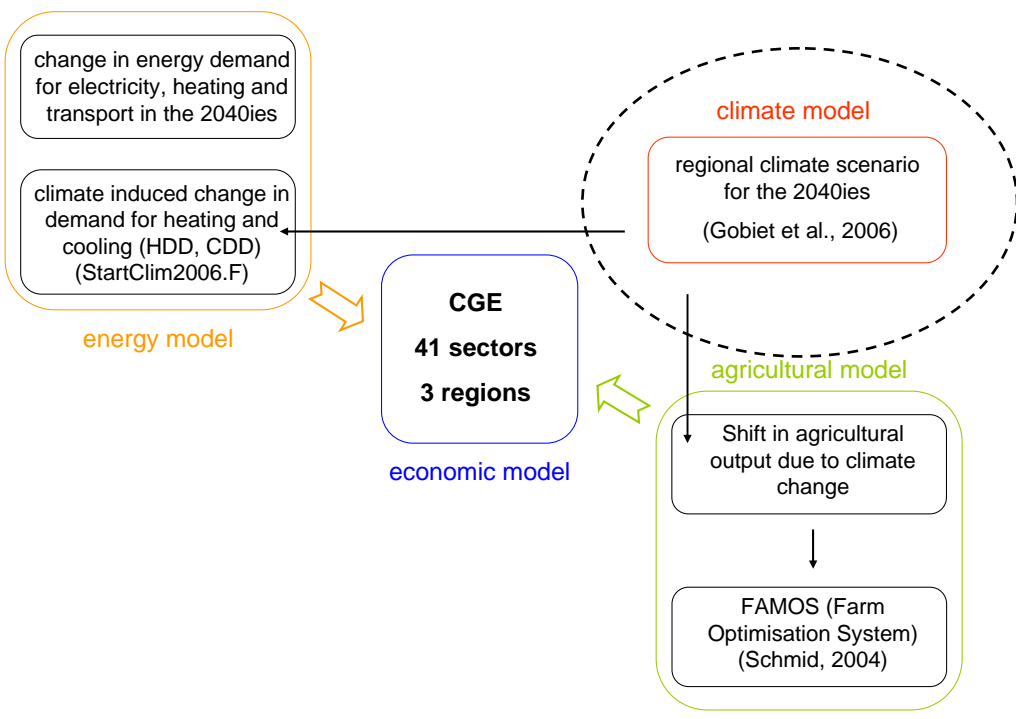 change in energy demand
for electricity, heating and
transport in the 2040ies
climate induced change in
demand for heating and
cooling (HDD, CDD)
(StartClim2006.F)
energy model
climate model
regional climate scenario
for the 2040ies
(Gobiet et al., 2006)
CGE
41 sectors
3 regions
economic model
agricultural model
Shift in agricultural
output due to climate
change
FAMOS (Farm
Optimisation System)
(Schmid, 2004)